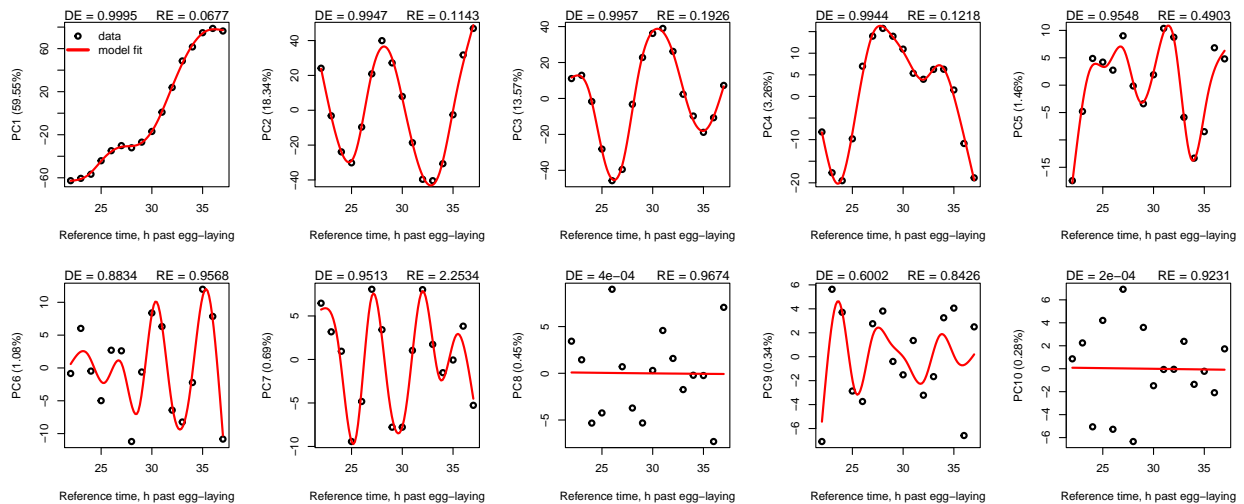 DE = 0.9995 RE = 0.0677
PC1 (59.55%)
60
20
-20
-60
data
model fit
25 30 35
Reference time, h past egg-laying
DE = 0.9947 RE = 0.1143
PC2 (18.34%)
40
20
0
-20
-40
25 30 35
Reference time, h past egg-laying
DE = 0.9957 RE = 0.1926
PC3 (13.57%)
40
20
0
-20
-40
25 30 35
Reference time, h past egg-laying
DE = 0.9944 RE = 0.1218
PC4 (3.26%)
15
5
0
-10
-20
25 30 35
Reference time, h past egg-laying
DE = 0.9548 RE = 0.4903
PC5 (1.46%)
10
5
0
-5
-15
25 30 35
Reference time, h past egg-laying
DE = 0.8834 RE = 0.9568
PC6 (1.08%)
10
5
0
-5
-10
25 30 35
Reference time, h past egg-laying
DE = 0.9513 RE = 2.2534
PC7 (0.69%)
5
0
-5
-10
25 30 35
Reference time, h past egg-laying
DE = 4e-04 RE = 0.9674
PC8 (0.45%)
5
0
-5
25 30 35
Reference time, h past egg-laying
DE = 0.6002 RE = 0.8426
PC9 (0.34%)
6
4
2
0
-2
-4
-6
25 30 35
Reference time, h past egg-laying
DE = 2e-04 RE = 0.9231
PC10 (0.28%)
6
4
2
0
-2
-4
-6
25 30 35
Reference time, h past egg-laying